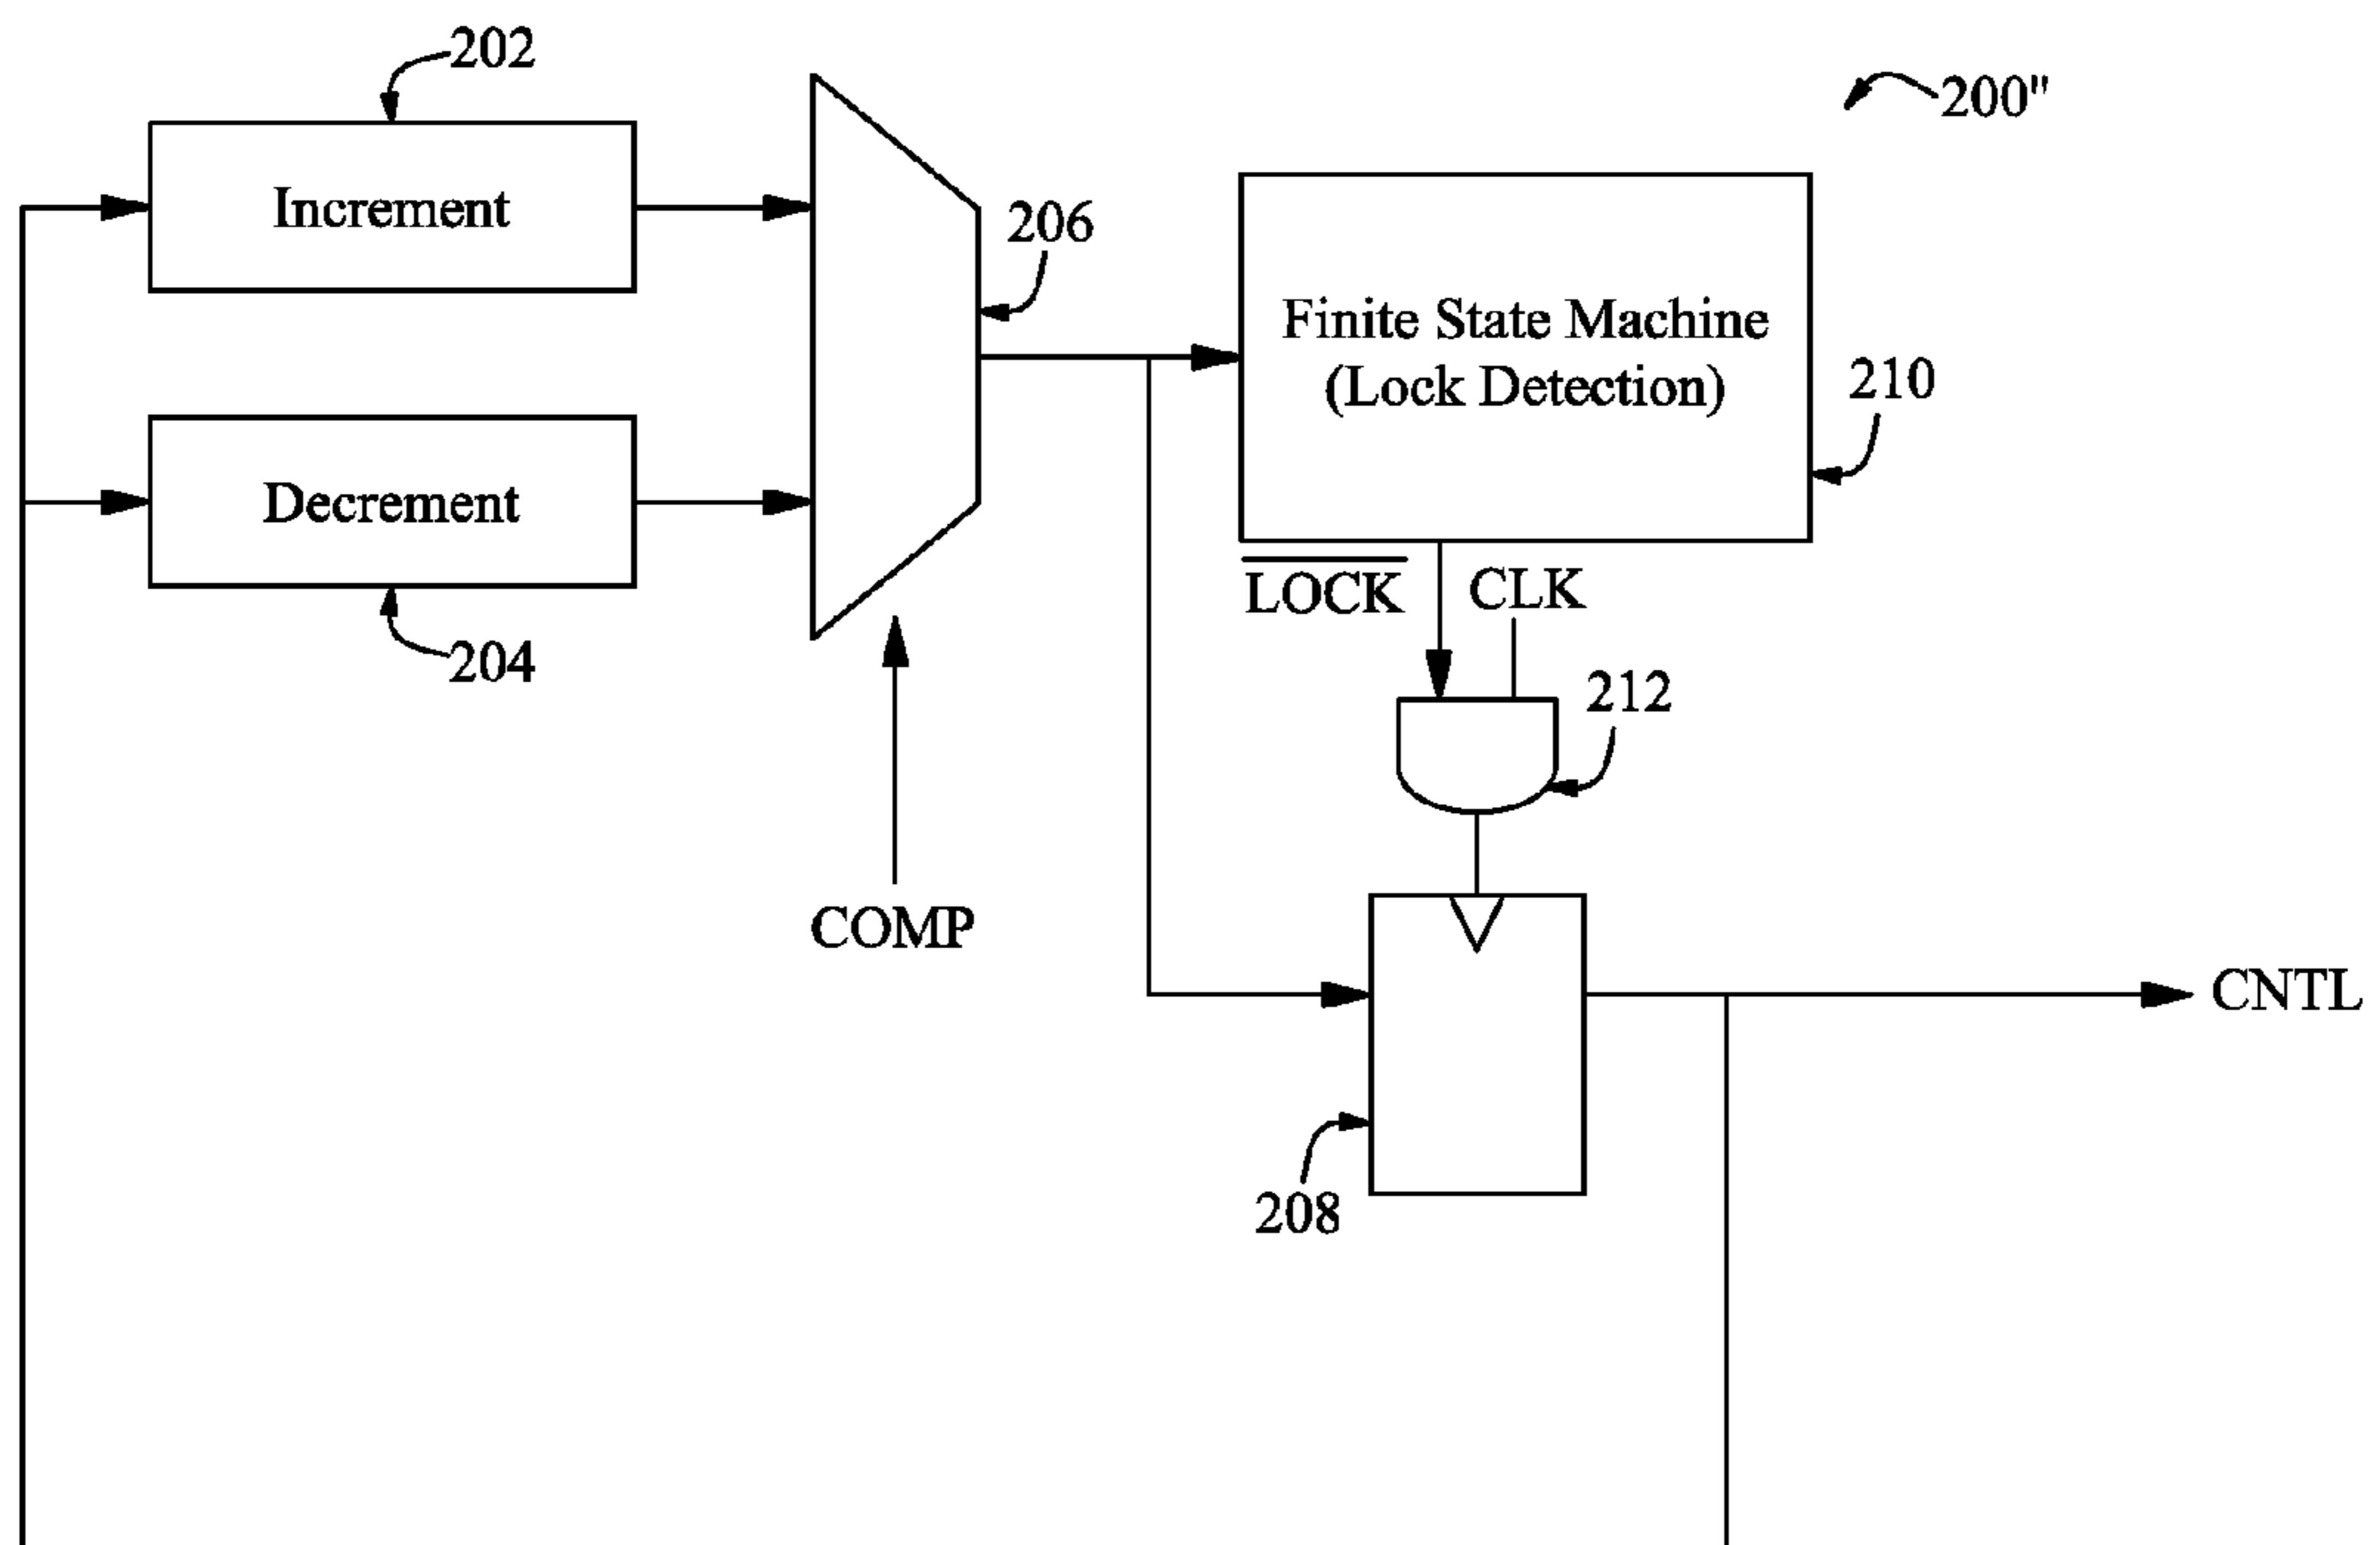 202
200"
Increment
206
Finite State Machine
(Lock Detection)
210
Decrement
LOCK CLK
204
212
COMP
CNTL
208